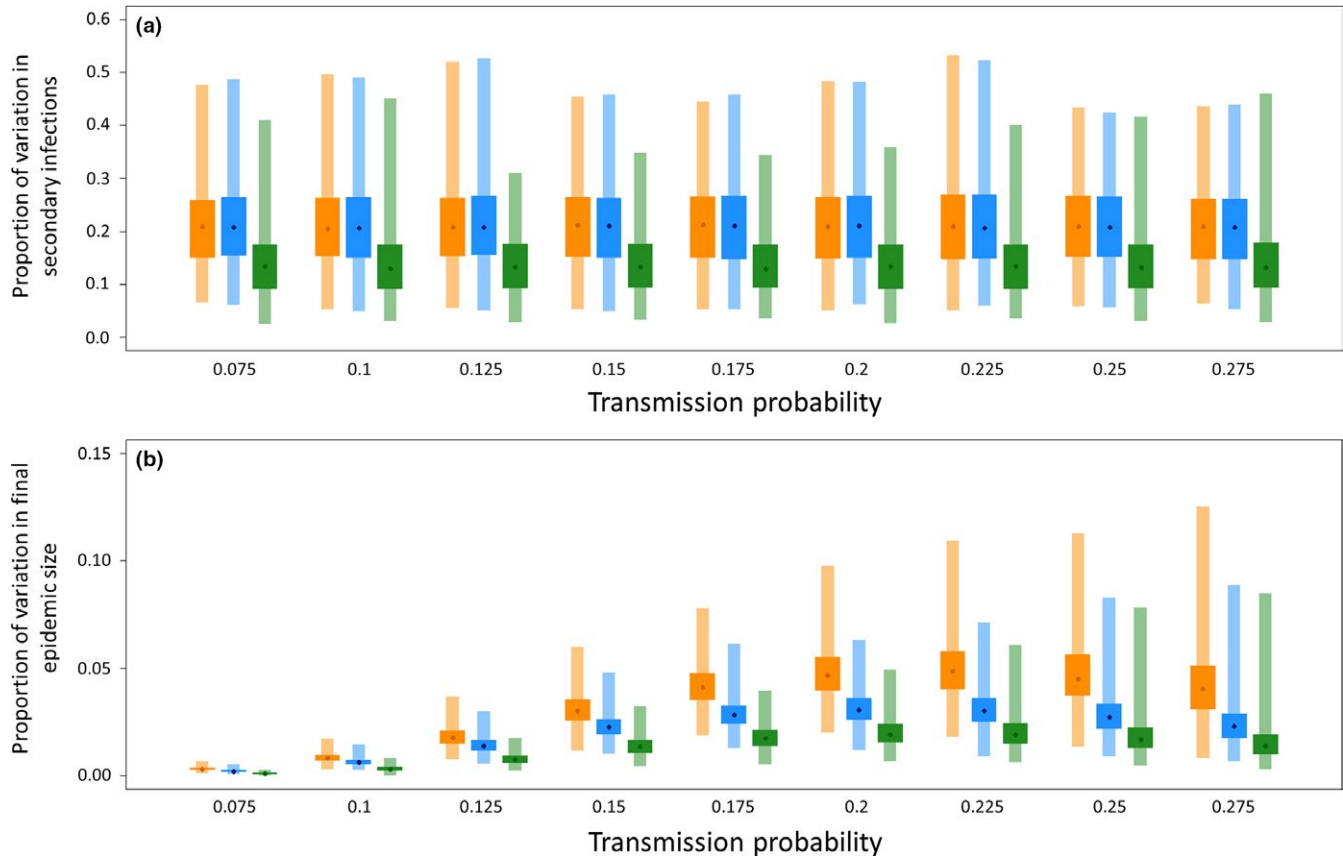 (a)
Proportion of variation in
secondary infections
0.6
0.5
0.4
0.3
0.2
0.1
0.0
0.075 0.1 0.125 0.15 0.175 0.2 0.225 0.25 0.275
Transmission probability
(b)
Proportion of variation in final
epidemic size
0.15
0.10
0.05
0.00
0.075 0.1 0.125 0.15 0.175 0.2 0.225 0.25 0.275
Transmission probability